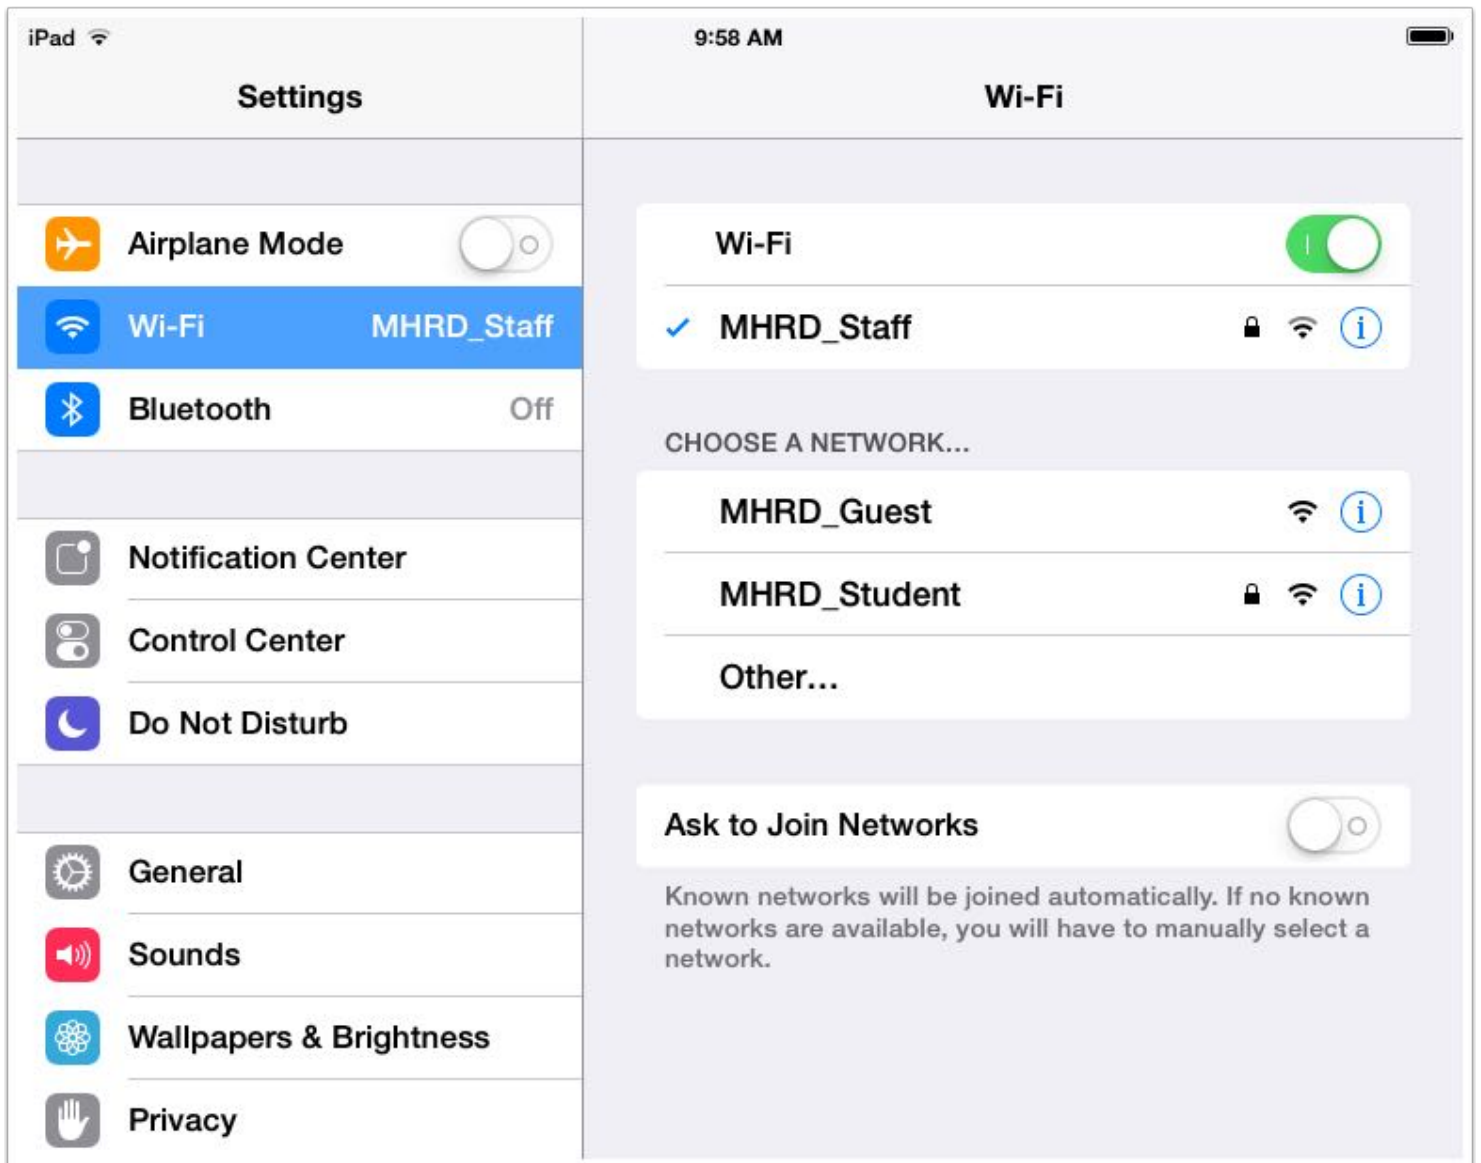 iPad
9:58 AM
Settings
Airplane Mode
Wi-Fi MHRD_Staff
Bluetooth Off
Notification Center
Control Center
Do Not Disturb
General
Sounds
Wallpapers & Brightness
Privacy
Wi-Fi
Wi-Fi
MHRD_Staff
CHOOSE A NETWORK...
MHRD_Guest
MHRD_Student
Other...
Ask to Join Networks
Known networks will be joined automatically. If no known
networks are available, you will have to manually select a
network.